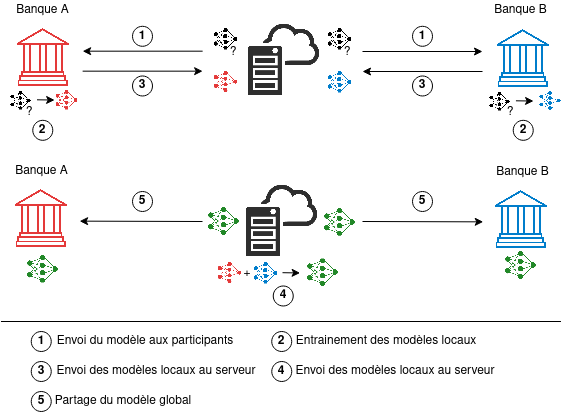 Banque A
Banque B
1
1
?
?
3
3
?
?
2
2
Banque A
Banque B
5
5
+
4
1 Envoi du modèle aux participants
2 Entrainement des modèles locaux
3 Envoi des modèles locaux au serveur
4 Envoi des modèles locaux au serveur
5 Partage du modèle global